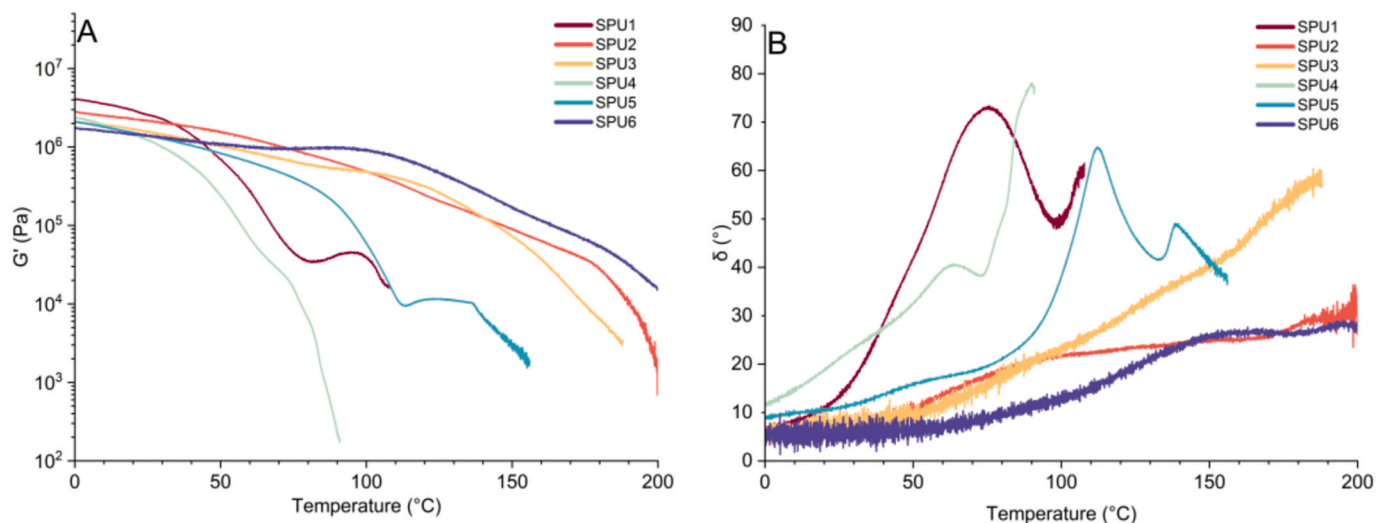 A
SPU1
SPU2
SPU3
SPU4
SPU5
SPU6
10⁷
10⁶
10⁵
10⁴
10³
10²
G' (Pa)
0 50 100 150 200
Temperature (°C)
B
SPU1
SPU2
SPU3
SPU4
SPU5
SPU6
90
80
70
60
50
40
30
20
10
0
δ (°)
0 50 100 150 200
Temperature (°C)